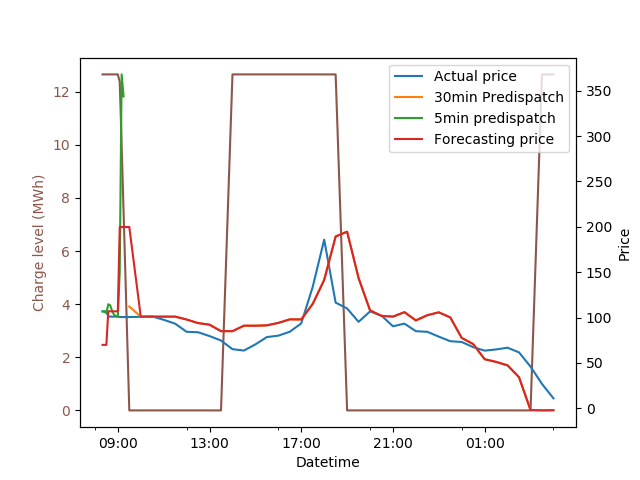 Actual price
30min Predispatch
5min predispatch
Forecasting price
Charge level (MWh)
12
10
8
6
4
2
0
350
300
250
200
150
100
50
0
Price
09:00 13:00 17:00 21:00 01:00
Datetime